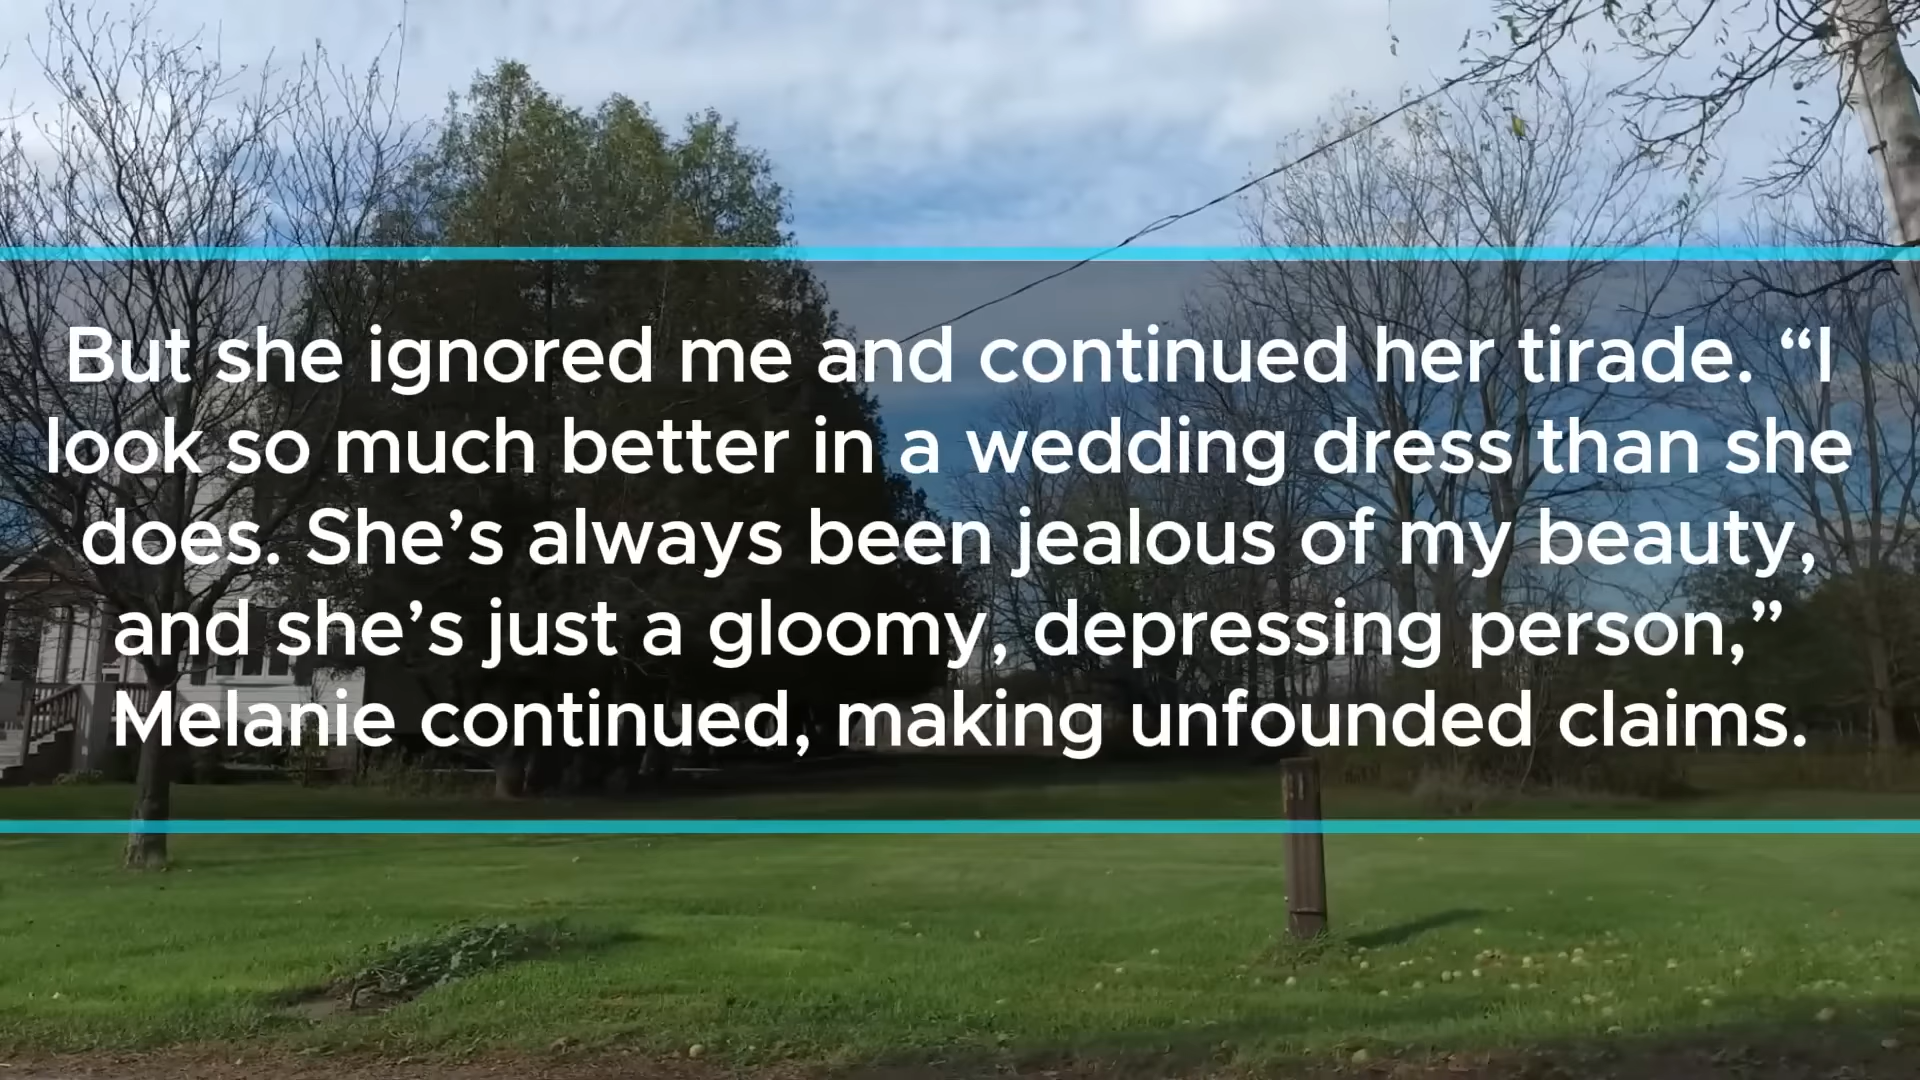 But she ignored me and continued her tirade. “I
look so much better in a wedding dress than she
does. She’s always been jealous of my beauty,
and she’s just a gloomy, depressing person,”
Melanie continued, making unfounded claims.